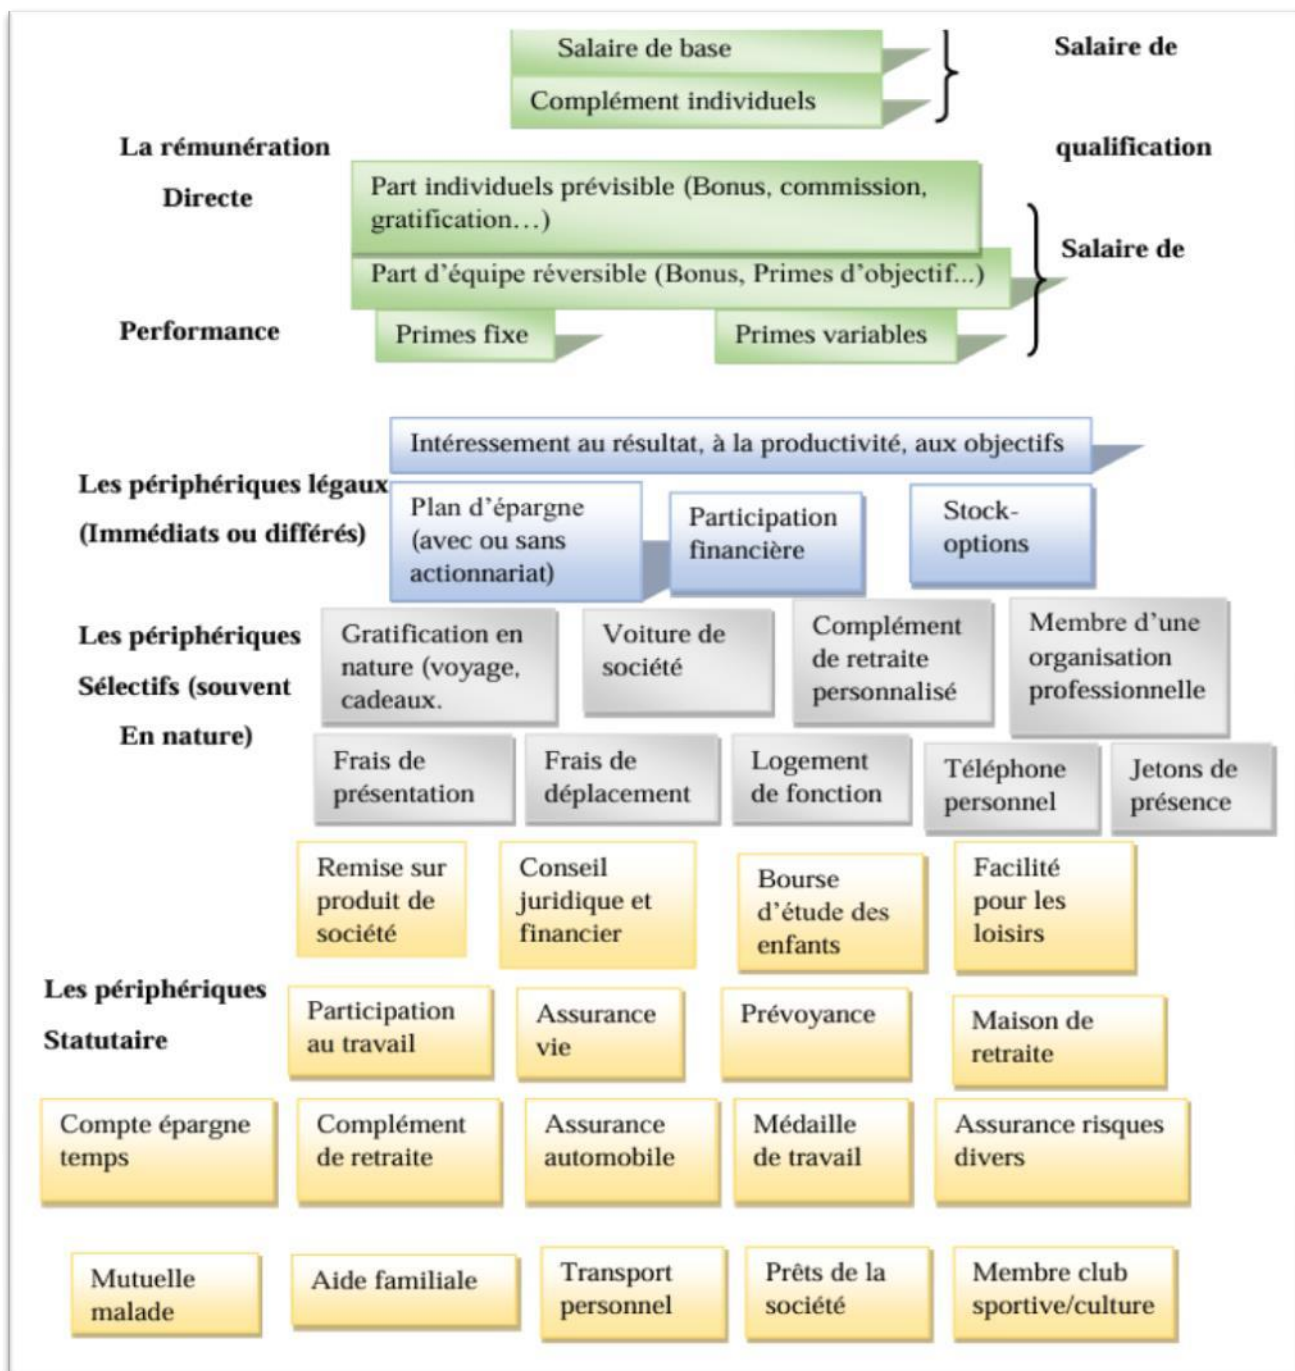 Salaire de base
Salaire de
Complément individuels
La rémunération
qualification
Directe
Part individuels prévisible (Bonus, commission,
gratification…)
Salaire de
Part d'équipe réversible (Bonus, Primes d'objectif...)
Performance
Primes fixe
Primes variables
Intéressement au résultat, à la productivité, aux objectifs
Les périphériques légaux
(Immédiats ou différés)
Plan d'épargne
(avec ou sans
actionnariat)
Participation
financière
Stock-
options
Les périphériques
Sélectifs (souvent
En nature)
Gratification en
nature (voyage,
cadeaux.
Voiture de
société
Complément
de retraite
personnalisé
Membre d'une
organisation
professionnelle
Frais de
présentation
Frais de
déplacement
Logement
de fonction
Téléphone
personnel
Jetons de
présence
Remise sur
produit de
société
Conseil
juridique et
financier
Bourse
d'étude des
enfants
Facilité
pour les
loisirs
Les périphériques
Statutaire
Participation
au travail
Assurance
vie
Prévoyance
Maison de
retraite
Compte épargne
temps
Complément
de retraite
Assurance
automobile
Médaille
de travail
Assurance risques
divers
Mutuelle
malade
Aide familiale
Transport
personnel
Prêts de la
société
Membre club
sportive/culture